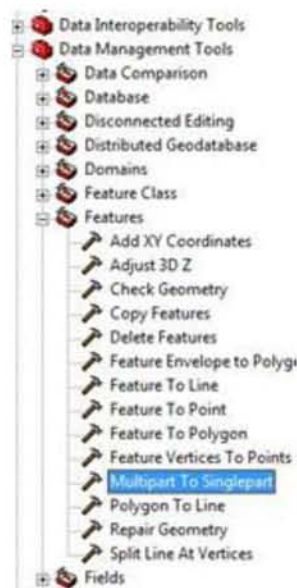 Data Interoperability Tools
Data Management Tools
Data Comparison
Database
Disconnected Editing
Distributed Geodatabase
Domains
Feature Class
Features
Add XY Coordinates
Adjust 3D Z
Check Geometry
Copy Features
Delete Features
Feature Envelope to Polyg
Feature To Line
Feature To Point
Feature To Polygon
Feature Vertices To Points
Multipart To Singlepart
Polygon To Line
Repair Geometry
Split Line At Vertices
Fields